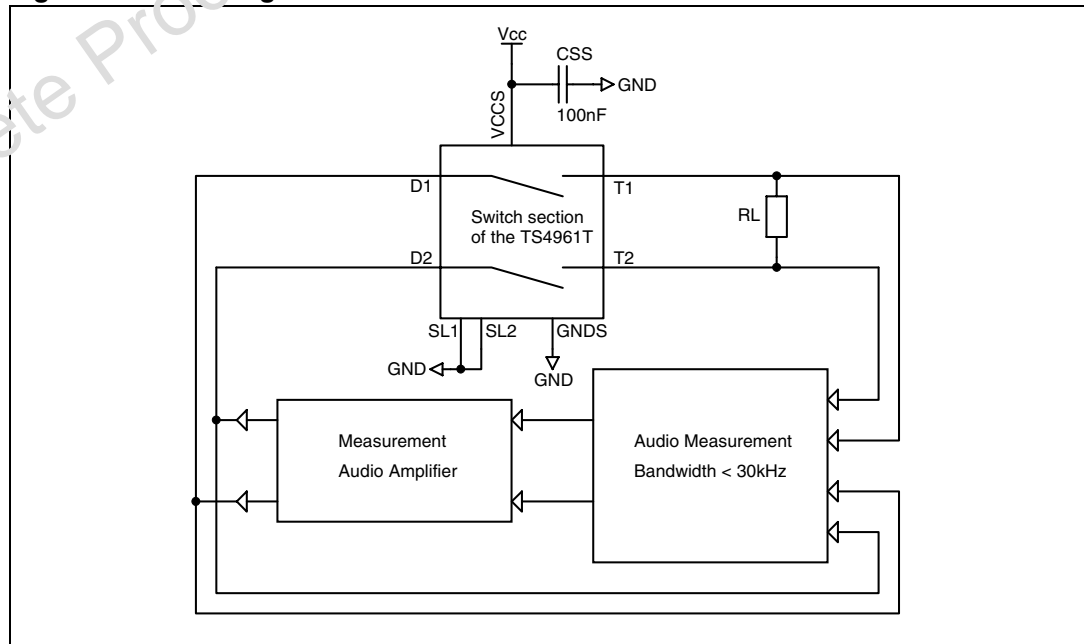 Vcc
CSS
GND
100nF
VCCS
D1
T1
Switch section
of the TS4961T
RL
D2
T2
SL1
SL2
GNDS
GND
GND
Measurement
Audio Amplifier
Audio Measurement
Bandwidth < 30kHz